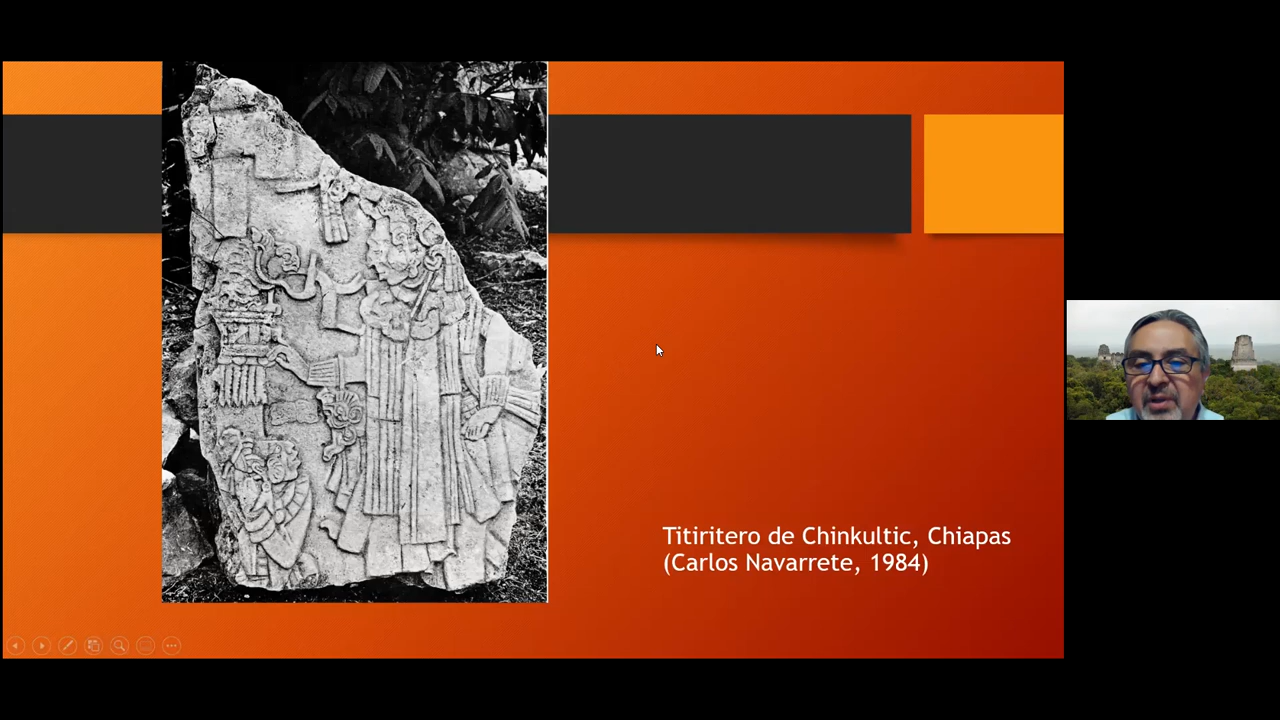 Titiritero de Chinkultic, Chiapas
(Carlos Navarrete, 1984)